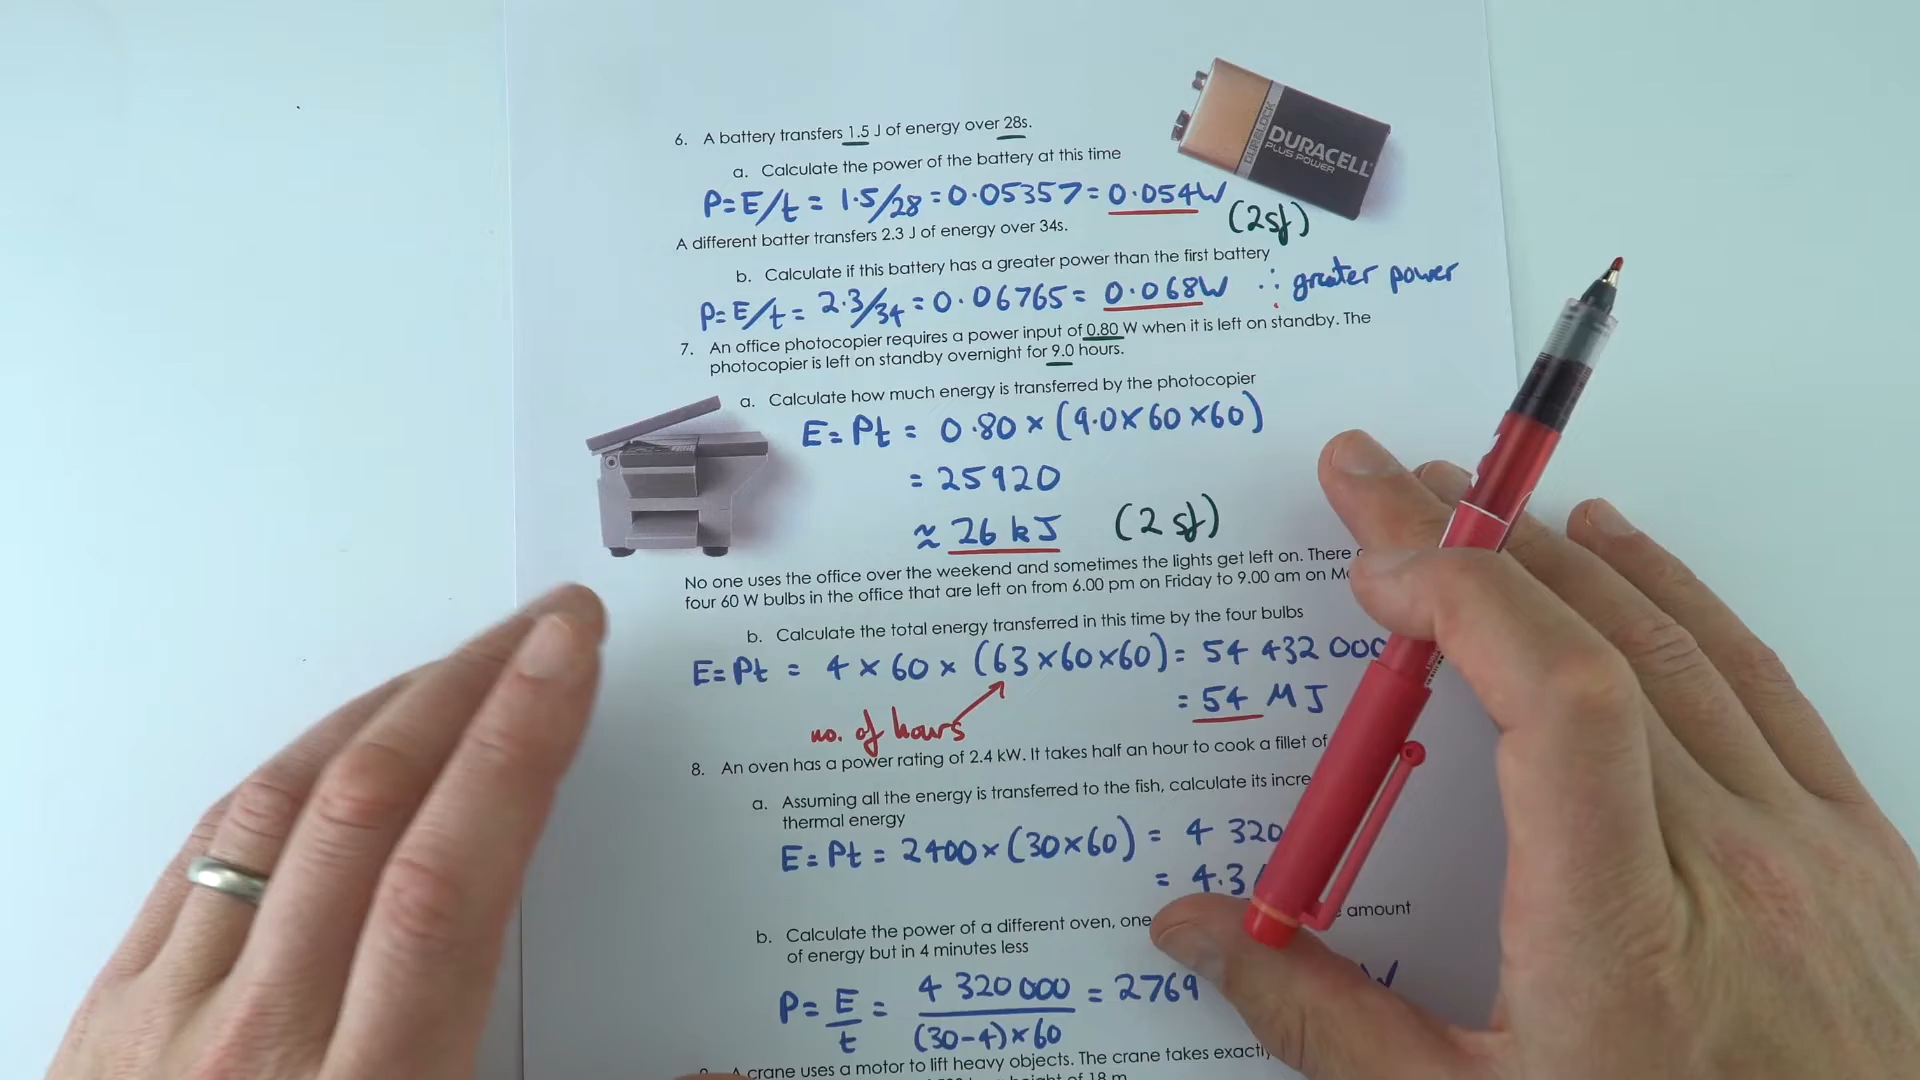 DURACELL
DURALOCK
PLUS POWER
6. A battery transfers 1.5 J of energy over 28s.
a. Calculate the power of the battery at this time
P=E/t = 1.5/28 = 0.05357 = 0.054W
(2sf)
A different batter transfers 2.3 J of energy over 34s.
b. Calculate if this battery has a greater power than the first battery
P=E/t = 2.3/34 = 0.06765 = 0.068W ∴ greater power
7. An office photocopier requires a power input of 0.80 W when it is left on standby. The
photocopier is left on standby overnight for 9.0 hours.
a. Calculate how much energy is transferred by the photocopier
E = Pt = 0.80 × (9.0×60×60)
= 25920
≈ 26 kJ (2 sf)
No one uses the office over the weekend and sometimes the lights get left on. There
four 60 W bulbs in the office that are left on from 6.00 pm on Friday to 9.00 am on
b. Calculate the total energy transferred in this time by the four bulbs
E=Pt = 4 × 60 × (63×60×60) = 54 432 000
= 54 MJ
no. of hours
8. An oven has a power rating of 2.4 kW. It takes half an hour to cook a fillet of
a. Assuming all the energy is transferred to the fish, calculate its
thermal energy
E=Pt = 2400×(30×60) = 4 320
= 4.3
b. Calculate the power of a different oven, one amount
of energy but in 4 minutes less
P = E/t = 4 320 000/(30-4)×60 = 2769 W
A crane uses a motor to lift heavy objects. The crane takes exactly
height of 18 m